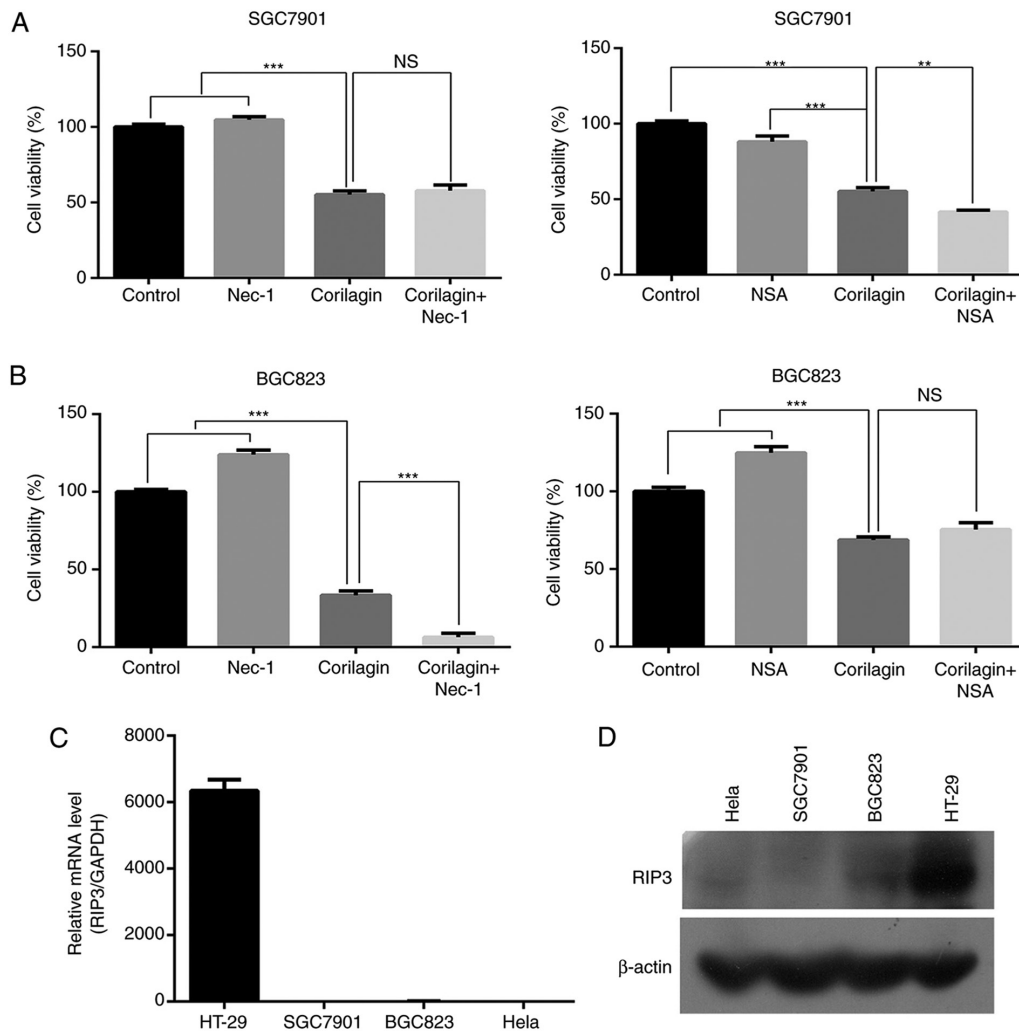 A
SGC7901
150
100
50
0
Cell viability (%)
***
NS
Control
Nec-1
Corilagin
Corilagin+
Nec-1
SGC7901
150
100
50
0
Cell viability (%)
***
***
**
Control
NSA
Corilagin
Corilagin+
NSA
B
BGC823
150
100
50
0
Cell viability (%)
***
***
Control
Nec-1
Corilagin
Corilagin+
Nec-1
BGC823
150
100
50
0
Cell viability (%)
***
NS
Control
NSA
Corilagin
Corilagin+
NSA
C
8000
6000
4000
2000
0
Relative mRNA level
(RIP3/GAPDH)
HT-29
SGC7901
BGC823
Hela
D
Hela
SGC7901
BGC823
HT-29
RIP3
β-actin